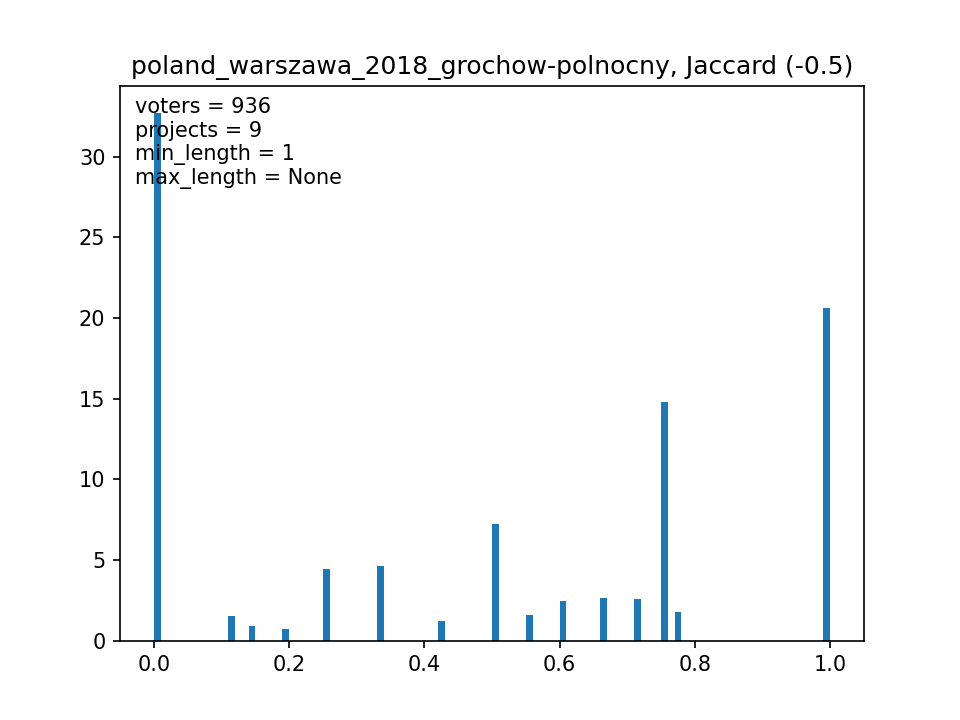 poland_warszawa_2018_grochow-polnocny, Jaccard (-0.5)
voters = 936
projects = 9
min_length = 1
max_length = None
30
25
20
15
10
5
0
0.0 0.2 0.4 0.6 0.8 1.0